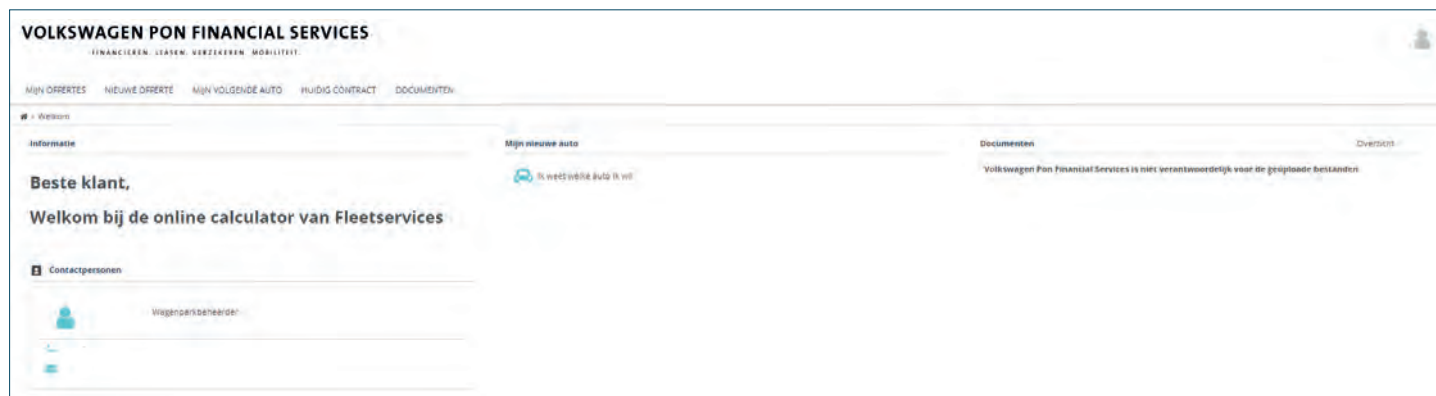 VOLKSWAGEN PON FINANCIAL SERVICES
FINANCIEREN. LEASEN. VERZEKEREN. MOBILITEIT.
MIJN OFFERTES NIEUWE OFFERTE MIJN VOLGENDE AUTO HUIDIG CONTRACT DOCUMENTEN
› Welkom
Informatie
Beste klant,
Welkom bij de online calculator van Fleetservices
Contactpersonen
Wagenparkbeheerder
Mijn nieuwe auto
Ik weet welke auto ik wil
Documenten Overzicht
Volkswagen Pon Financial Services is niet verantwoordelijk voor de geüploade bestanden.